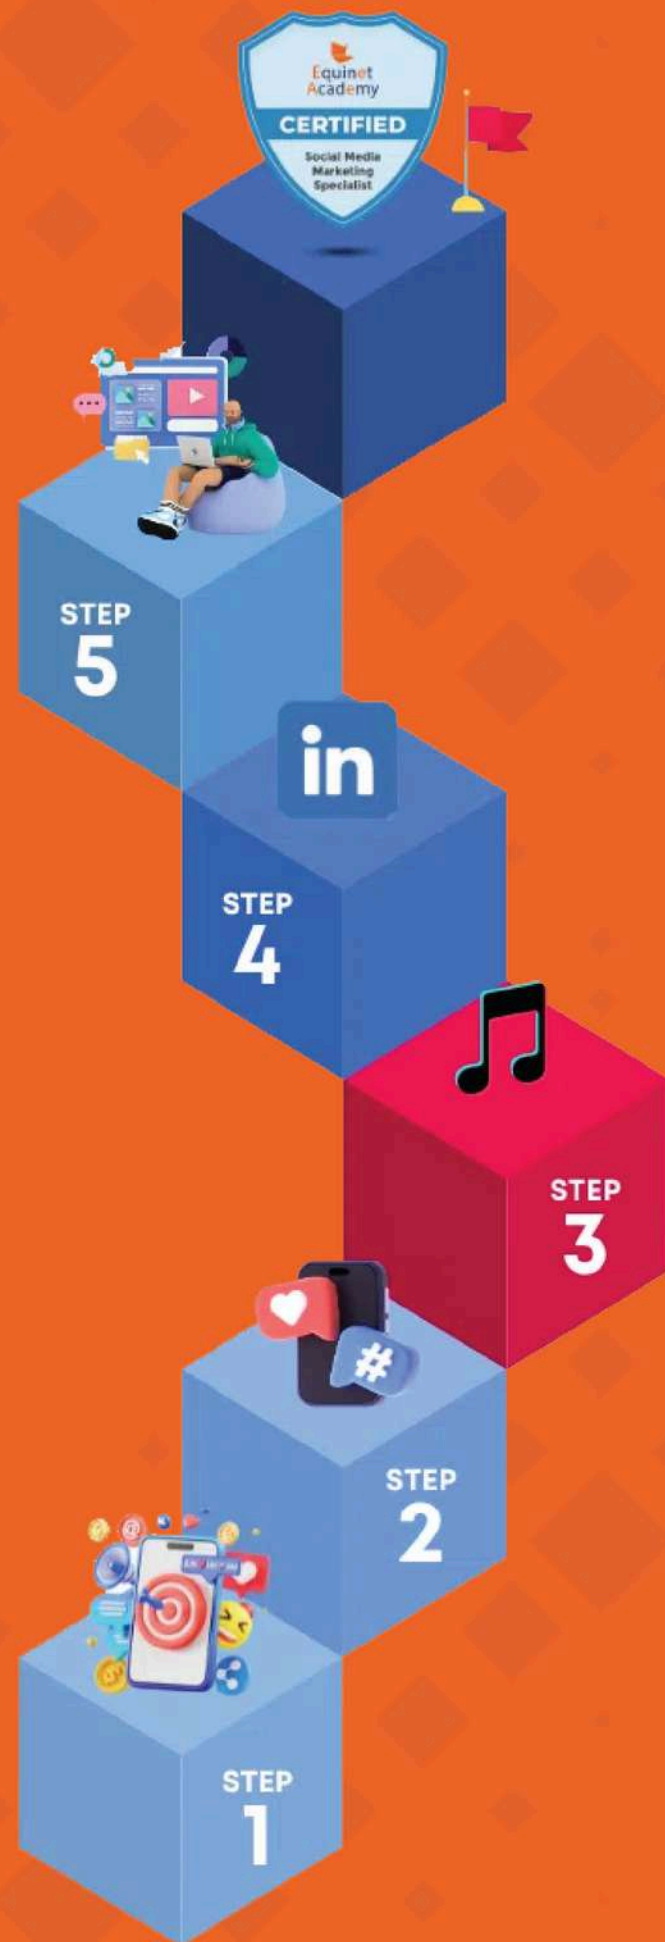 Equinet
Academy
CERTIFIED
Social Media
Marketing
Specialist
STEP
5
in
STEP
4
STEP
3
#
STEP
2
STEP
1